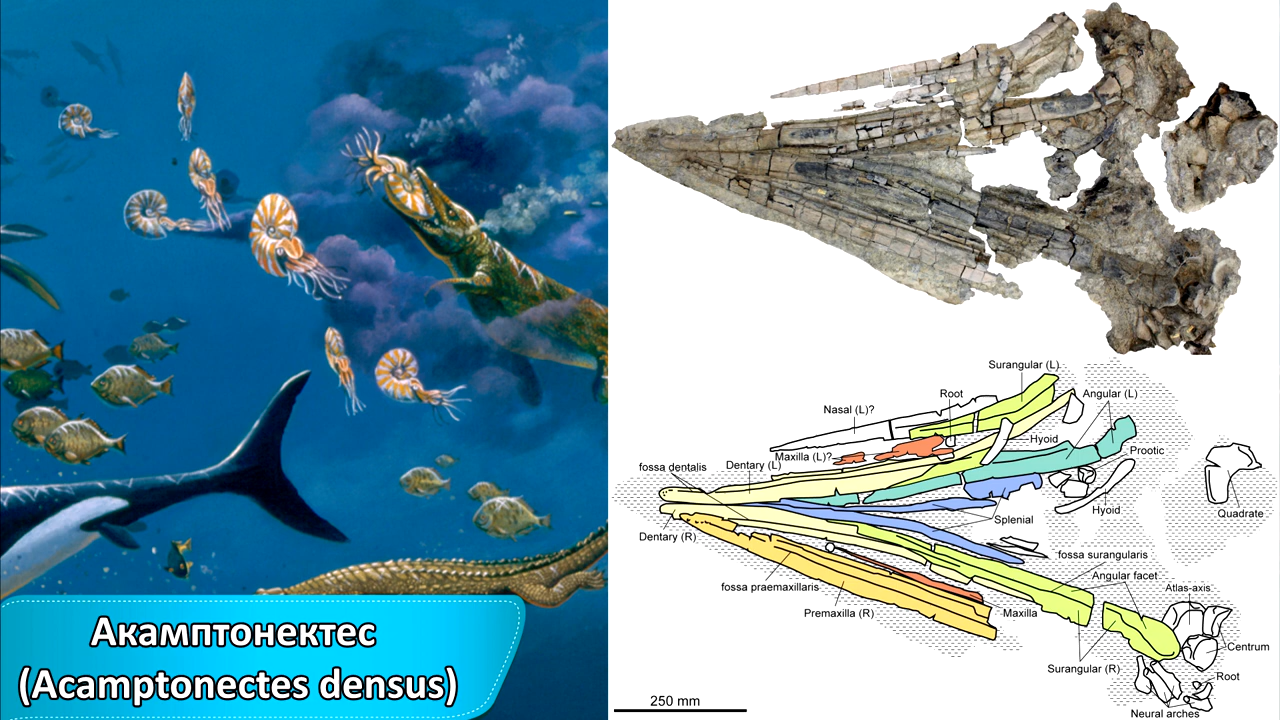 Акамптонектес
(Acamptonectes densus)
Surangular (L)
Root
Angular (L)
Nasal (L)?
Hyoid
Maxilla (L)?
Prootic
fossa dentalis
Dentary (L)
Hyoid
Quadrate
Splenial
Dentary (R)
fossa surangularis
Angular facet
fossa praemaxillaris
Atlas-axis
Premaxilla (R)
Maxilla
Centrum
Surangular (R)
Root
250 mm
Neural arches